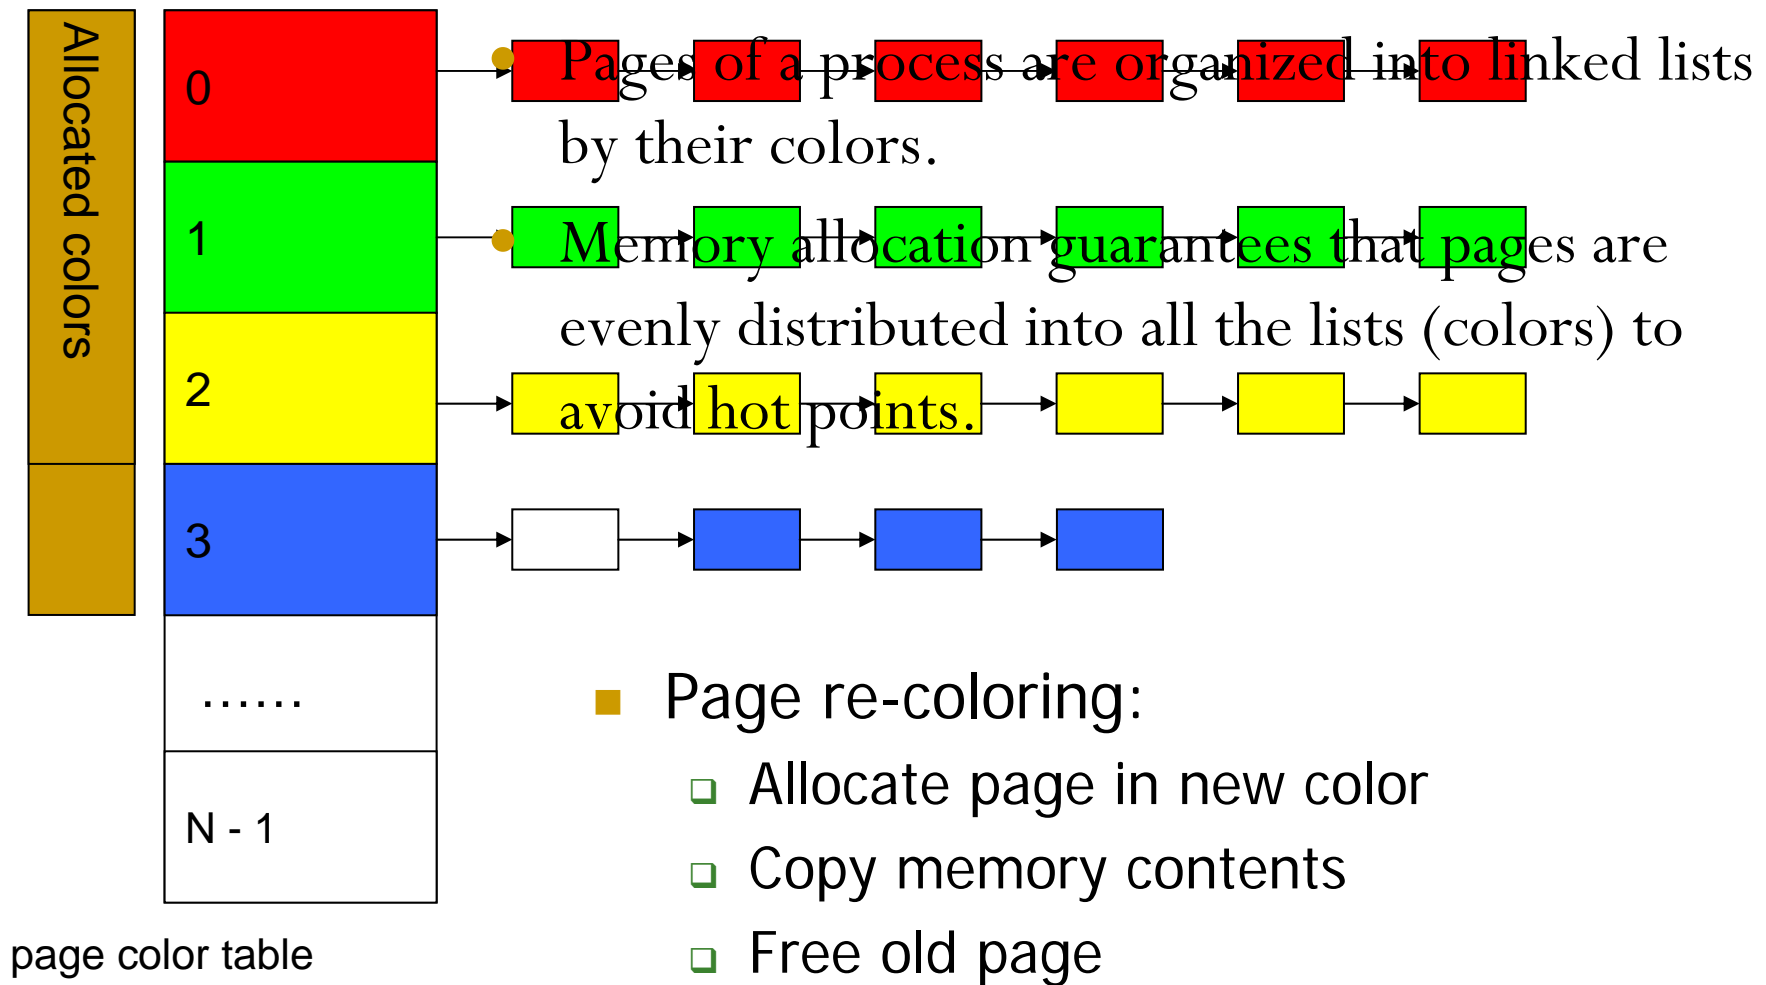 Allocated colors
0
1
2
3
......
N - 1
page color table
Pages of a process are organized into linked lists
by their colors.
Memory allocation guarantees that pages are
evenly distributed into all the lists (colors) to
avoid hot points.
Page re-coloring:
Allocate page in new color
Copy memory contents
Free old page